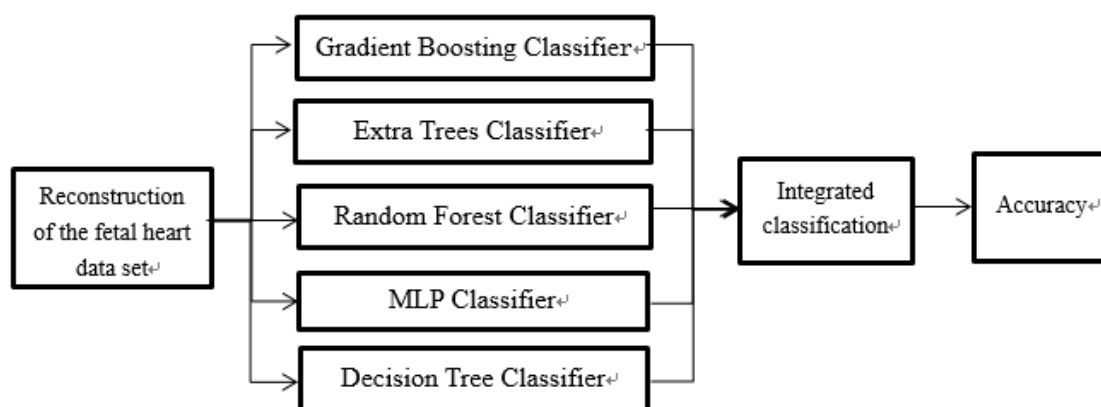 Gradient Boosting Classifier↵
Extra Trees Classifier↵
Reconstruction
of the fetal heart
data set↵
Random Forest Classifier↵
MLP Classifier↵
Decision Tree Classifier↵
Integrated
classification↵
Accuracy↵